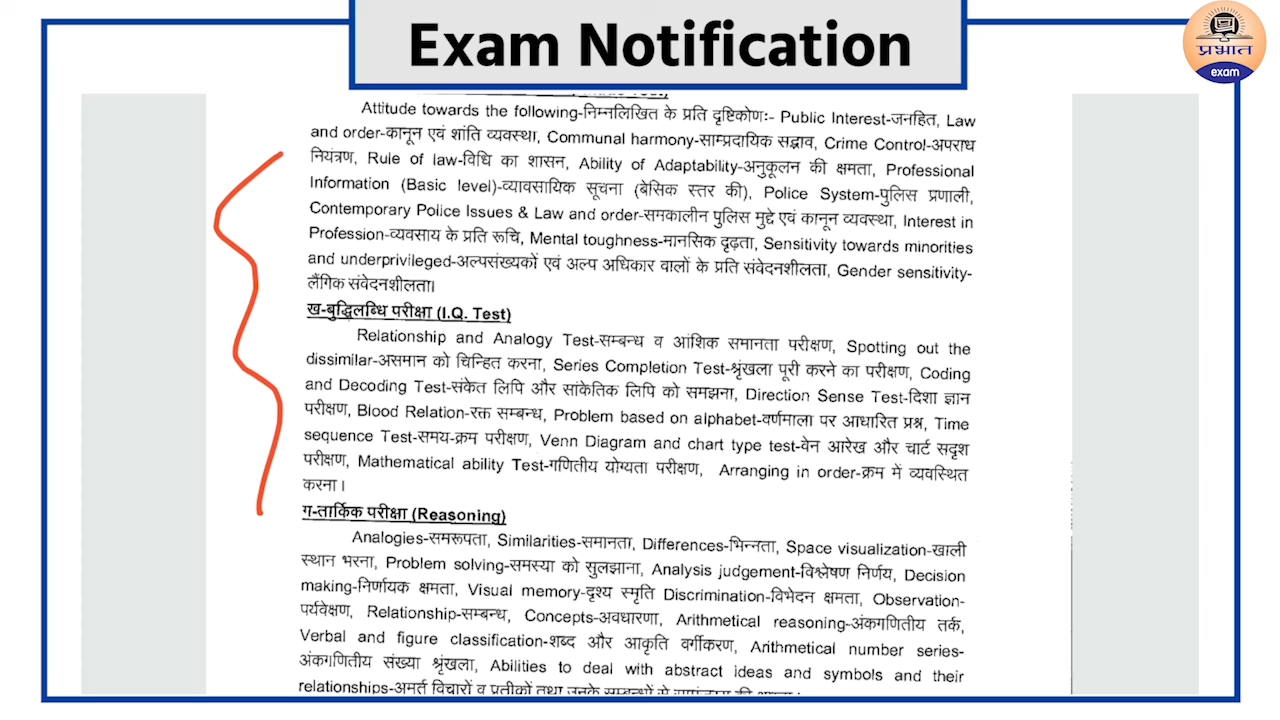 Exam Notification
प्रभात
exam
Attitude towards the following-निम्नलिखित के प्रति दृष्टिकोणः- Public Interest-जनहित, Law
and order-कानून एवं शांति व्यवस्था, Communal harmony-साम्प्रदायिक सद्भाव, Crime Control-अपराध
नियंत्रण, Rule of law-विधि का शासन, Ability of Adaptability-अनुकूलन की क्षमता, Professional
Information (Basic level)-व्यावसायिक सूचना (बेसिक स्तर की), Police System-पुलिस प्रणाली,
Contemporary Police Issues & Law and order-समकालीन पुलिस मुद्दे एवं कानून व्यवस्था, Interest in
Profession-व्यवसाय के प्रति रूचि, Mental toughness-मानसिक दृढ़ता, Sensitivity towards minorities
and underprivileged-अल्पसंख्यकों एवं अल्प अधिकार वालों के प्रति संवेदनशीलता, Gender sensitivity-
लैंगिक संवेदनशीलता।
ख-बुद्धिलब्धि परीक्षा (I.Q. Test)
Relationship and Analogy Test-सम्बन्ध व आंशिक समानता परीक्षण, Spotting out the
dissimilar-असमान को चिन्हित करना, Series Completion Test-श्रृंखला पूरी करने का परीक्षण, Coding
and Decoding Test-संकेत लिपि और सांकेतिक लिपि को समझना, Direction Sense Test-दिशा ज्ञान
परीक्षण, Blood Relation-रक्त सम्बन्ध, Problem based on alphabet-वर्णमाला पर आधारित प्रश्न, Time
sequence Test-समय-क्रम परीक्षण, Venn Diagram and chart type test-वेन आरेख और चार्ट सदृश
परीक्षण, Mathematical ability Test-गणितीय योग्यता परीक्षण, Arranging in order-क्रम में व्यवस्थित
करना।
ग-तार्किक परीक्षा (Reasoning)
Analogies-समरूपता, Similarities-समानता, Differences-भिन्नता, Space visualization-खाली
स्थान भरना, Problem solving-समस्या को सुलझाना, Analysis judgement-विश्लेषण निर्णय, Decision
making-निर्णायक क्षमता, Visual memory-दृश्य स्मृति Discrimination-विभेदन क्षमता, Observation-
पर्यवेक्षण, Relationship-सम्बन्ध, Concepts-अवधारणा, Arithmetical reasoning-अंकगणितीय तर्क,
Verbal and figure classification-शब्द और आकृति वर्गीकरण, Arithmetical number series-
अंकगणितीय संख्या श्रृंखला, Abilities to deal with abstract ideas and symbols and their
relationships-अमूर्त विचारों व प्रतीकों तथा उनके सम्बन्धों से